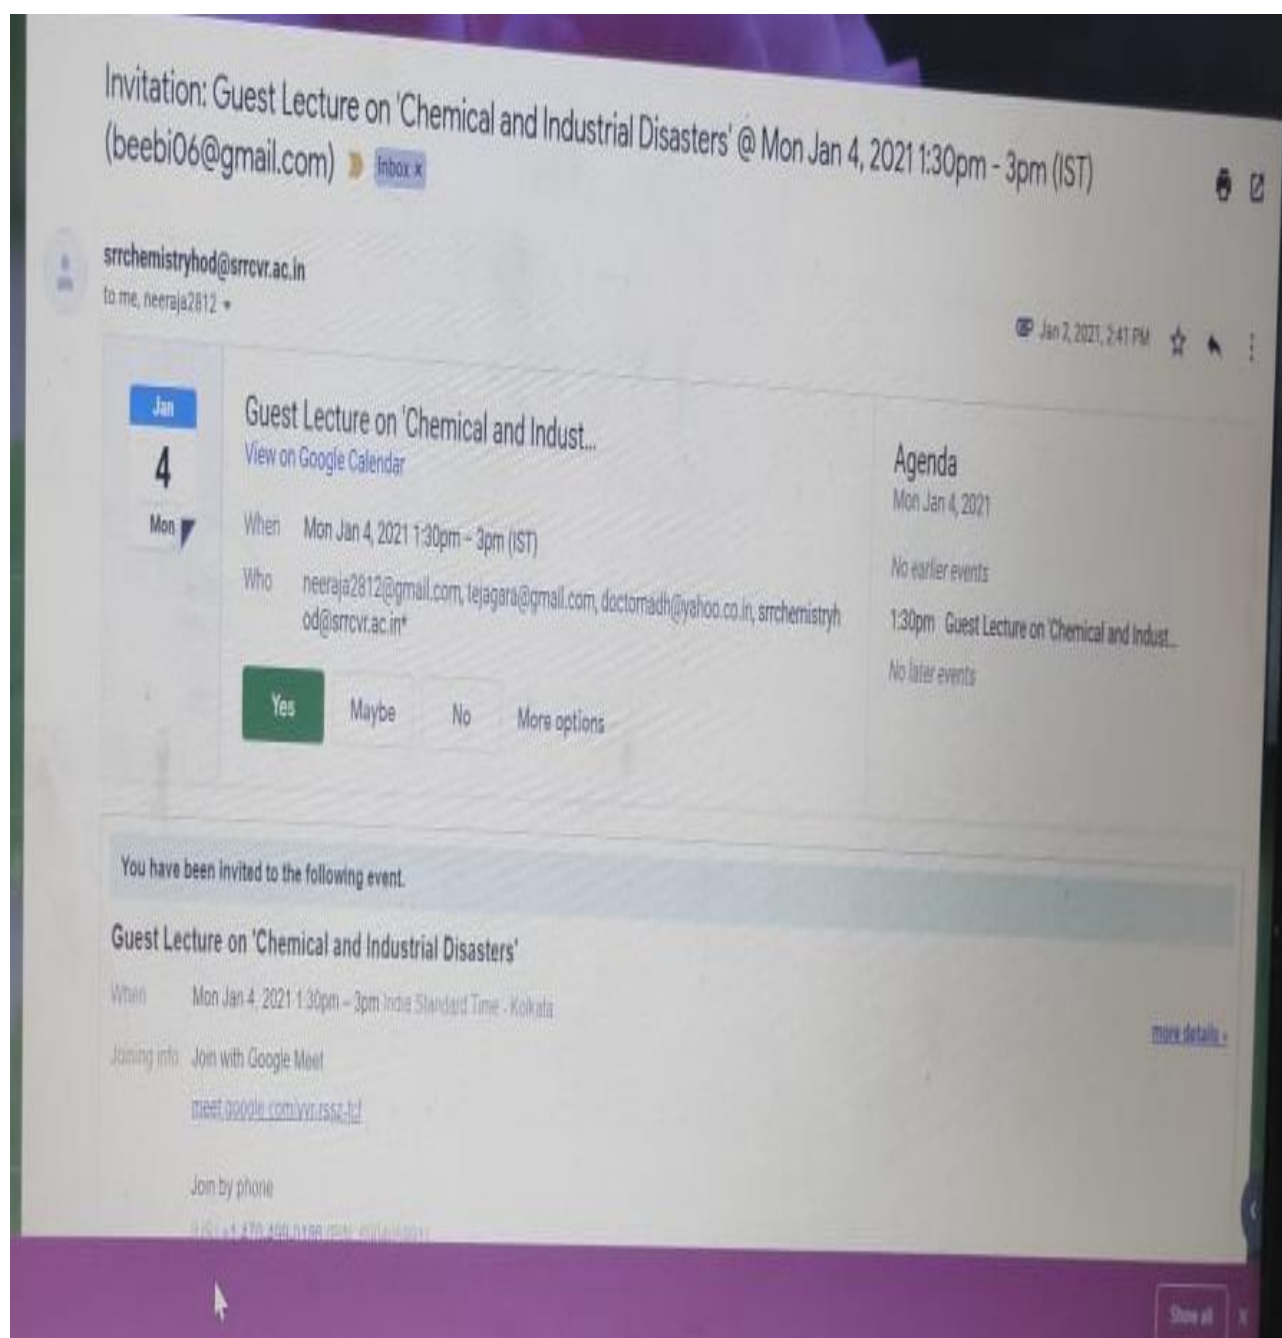 Invitation: Guest Lecture on 'Chemical and Industrial Disasters' @ Mon Jan 4, 2021 1:30pm - 3pm (IST)
(beebi06@gmail.com) Inbox x
srrchemistryhod@srrcvr.ac.in
to me, neeraja2812
Jan 2, 2021, 2:41 PM
Jan
4
Mon
Guest Lecture on 'Chemical and Indust...
View on Google Calendar
When Mon Jan 4, 2021 1:30pm – 3pm (IST)
Who neeraja2812@gmail.com, tejagara@gmail.com, doctornadh@yahoo.co.in, srrchemistryh
od@srrcvr.ac.in*
Yes Maybe No More options
Agenda
Mon Jan 4, 2021
No earlier events
1:30pm Guest Lecture on 'Chemical and Indust...
No later events
You have been invited to the following event.
Guest Lecture on 'Chemical and Industrial Disasters'
When Mon Jan 4, 2021 1:30pm – 3pm India Standard Time - Kolkata
more details »
Joining info Join with Google Meet
Join by phone
Show all x